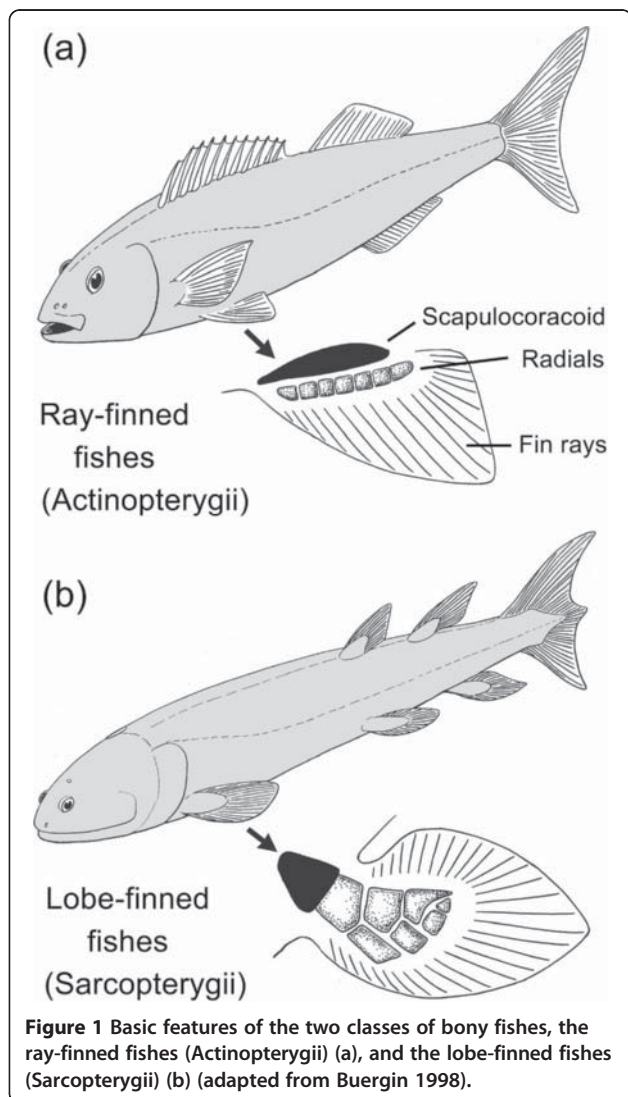 (a)
Scapulocoracoid
Radials
Fin rays
Ray-finned
fishes
(Actinopterygii)
(b)
Lobe-finned
fishes
(Sarcopterygii)
Figure 1 Basic features of the two classes of bony fishes, the
ray-finned fishes (Actinopterygii) (a), and the lobe-finned fishes
(Sarcopterygii) (b) (adapted from Buergin 1998).